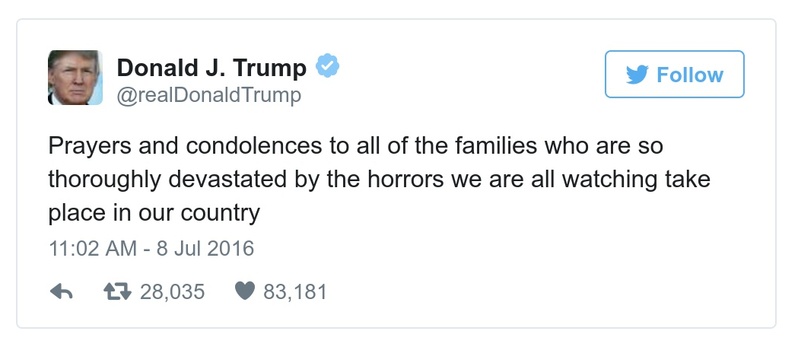 Donald J. Trump
@realDonaldTrump
Follow
Prayers and condolences to all of the families who are so
thoroughly devastated by the horrors we are all watching take
place in our country
11:02 AM - 8 Jul 2016
28,035 83,181